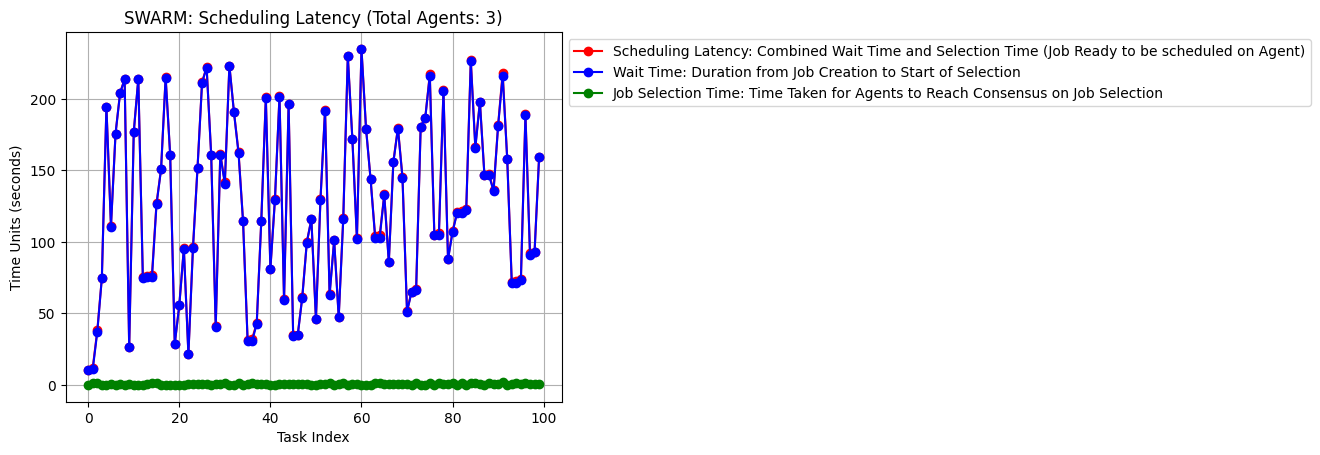 SWARM: Scheduling Latency (Total Agents: 3)
Scheduling Latency: Combined Wait Time and Selection Time (Job Ready to be scheduled on Agent)
Wait Time: Duration from Job Creation to Start of Selection
Job Selection Time: Time Taken for Agents to Reach Consensus on Job Selection
Time Units (seconds)
200
150
100
50
0
0 20 40 60 80 100
Task Index